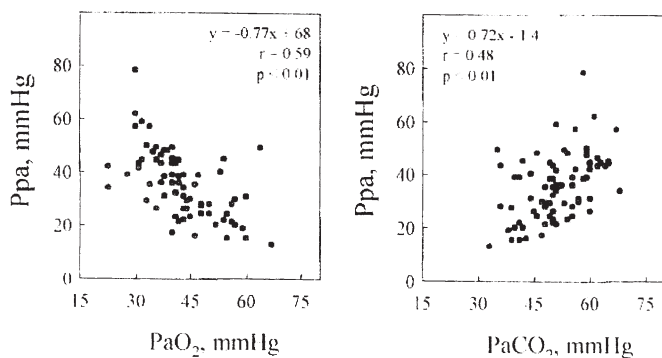 y = -0.77x + 68
r = 0.59
p < 0.01
Ppa, mmHg
80
60
40
20
0
15 30 45 60 75
PaO₂, mmHg
y = 0.72x - 1.4
r = 0.48
p < 0.01
Ppa, mmHg
80
60
40
20
0
15 30 45 60 75
PaCO₂, mmHg